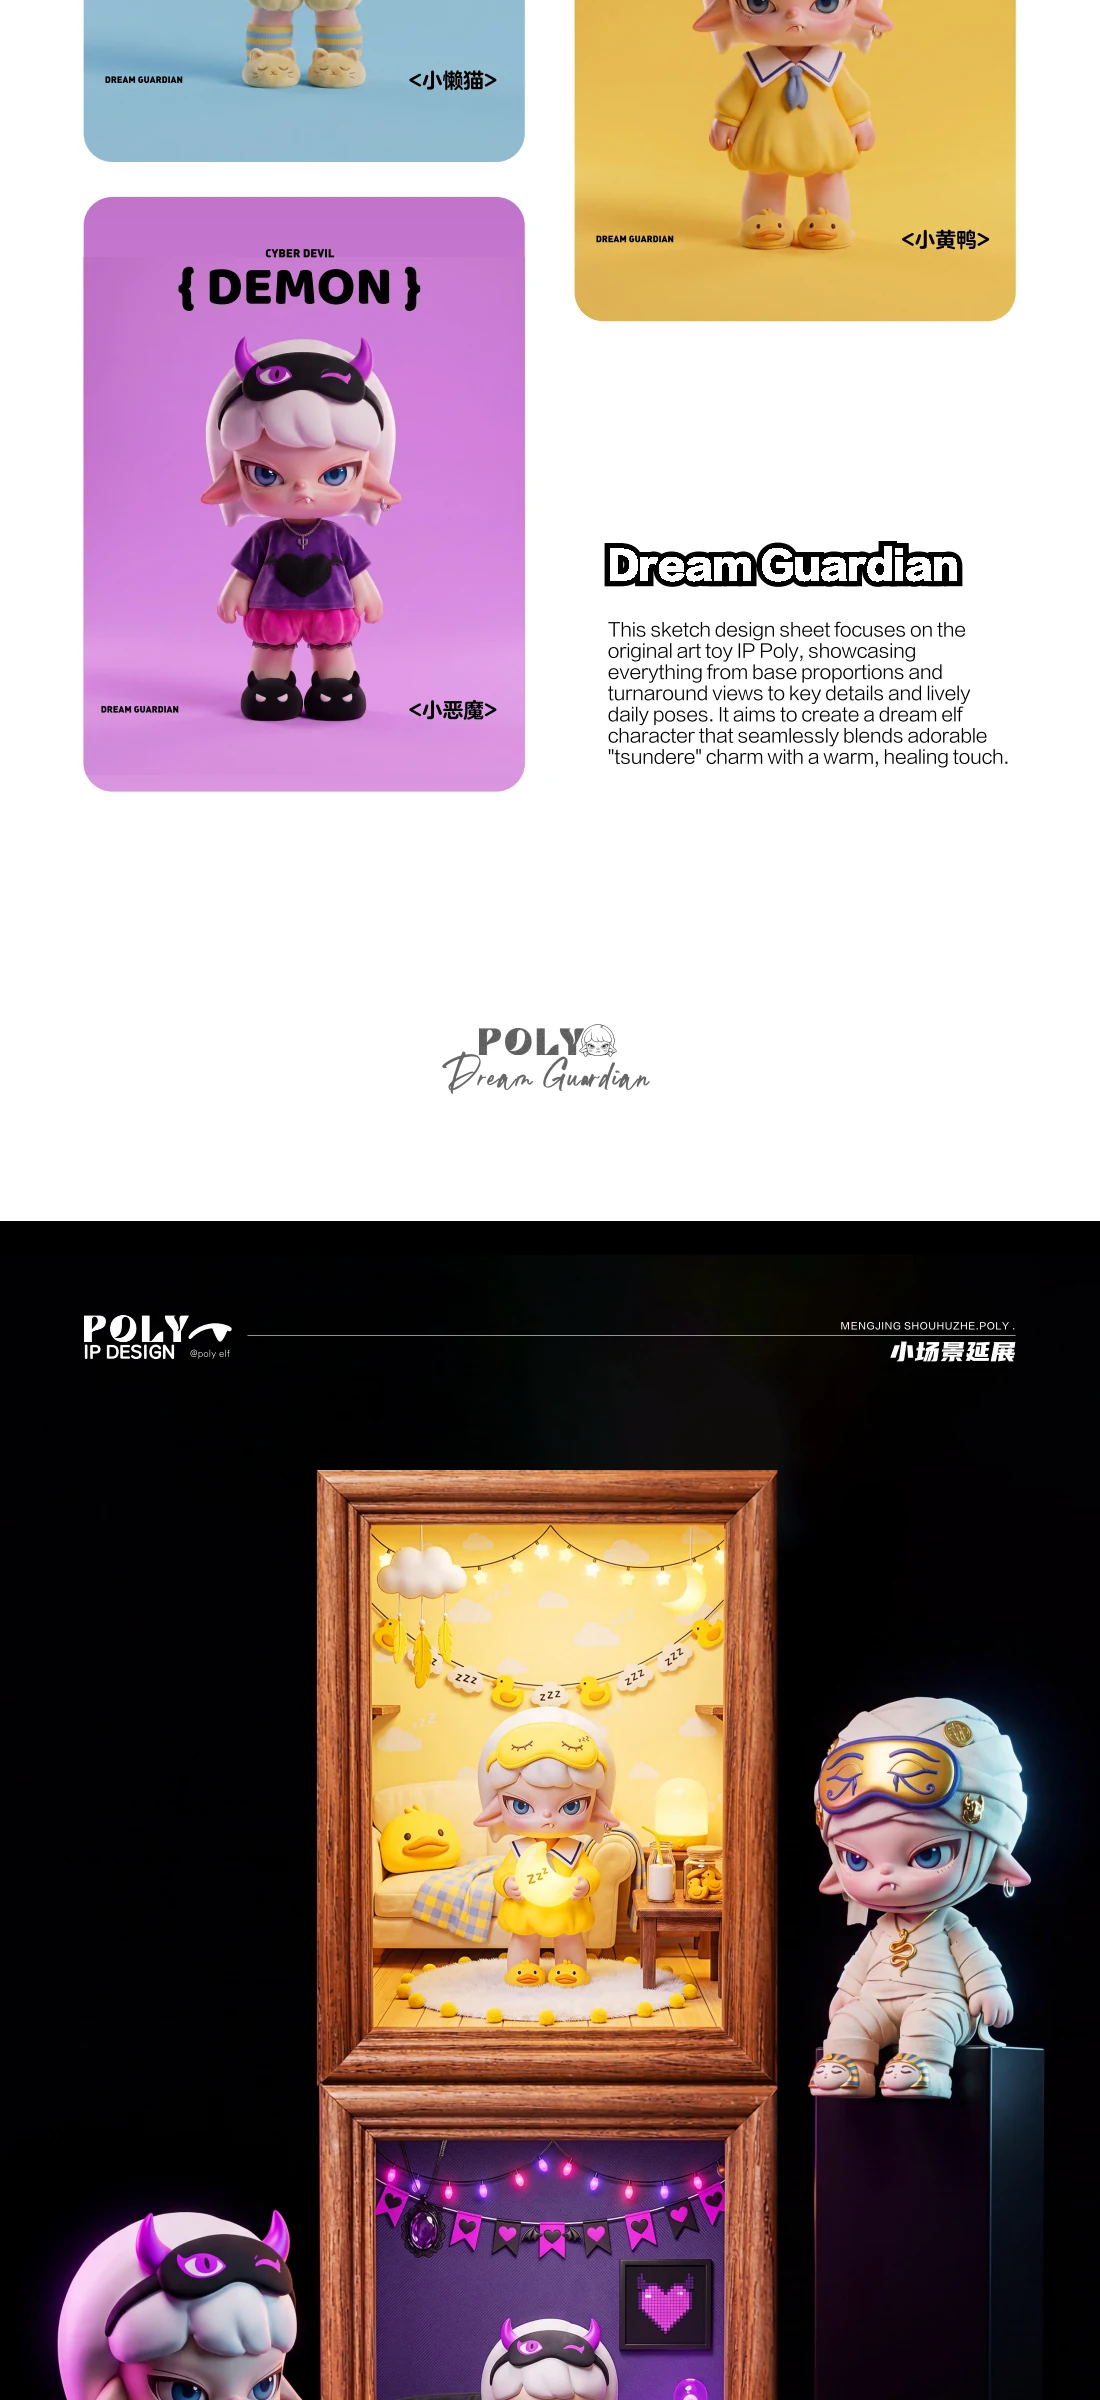 DREAM GUARDIAN
<小懒猫>
DREAM GUARDIAN
<小黄鸭>
CYBER DEVIL
{ DEMON }
DREAM GUARDIAN
<小恶魔>
Dream Guardian
This sketch design sheet focuses on the
original art toy IP Poly, showcasing
everything from base proportions and
turnaround views to key details and lively
daily poses. It aims to create a dream elf
character that seamlessly blends adorable
"tsundere" charm with a warm, healing touch.
POLY
Dream Guardian
POLY
IP DESIGN
@poly elf
MENGJING SHOUHUZHE.POLY .
小场景延展
zzz
zzz
zzz
zzz
zzz
zzz